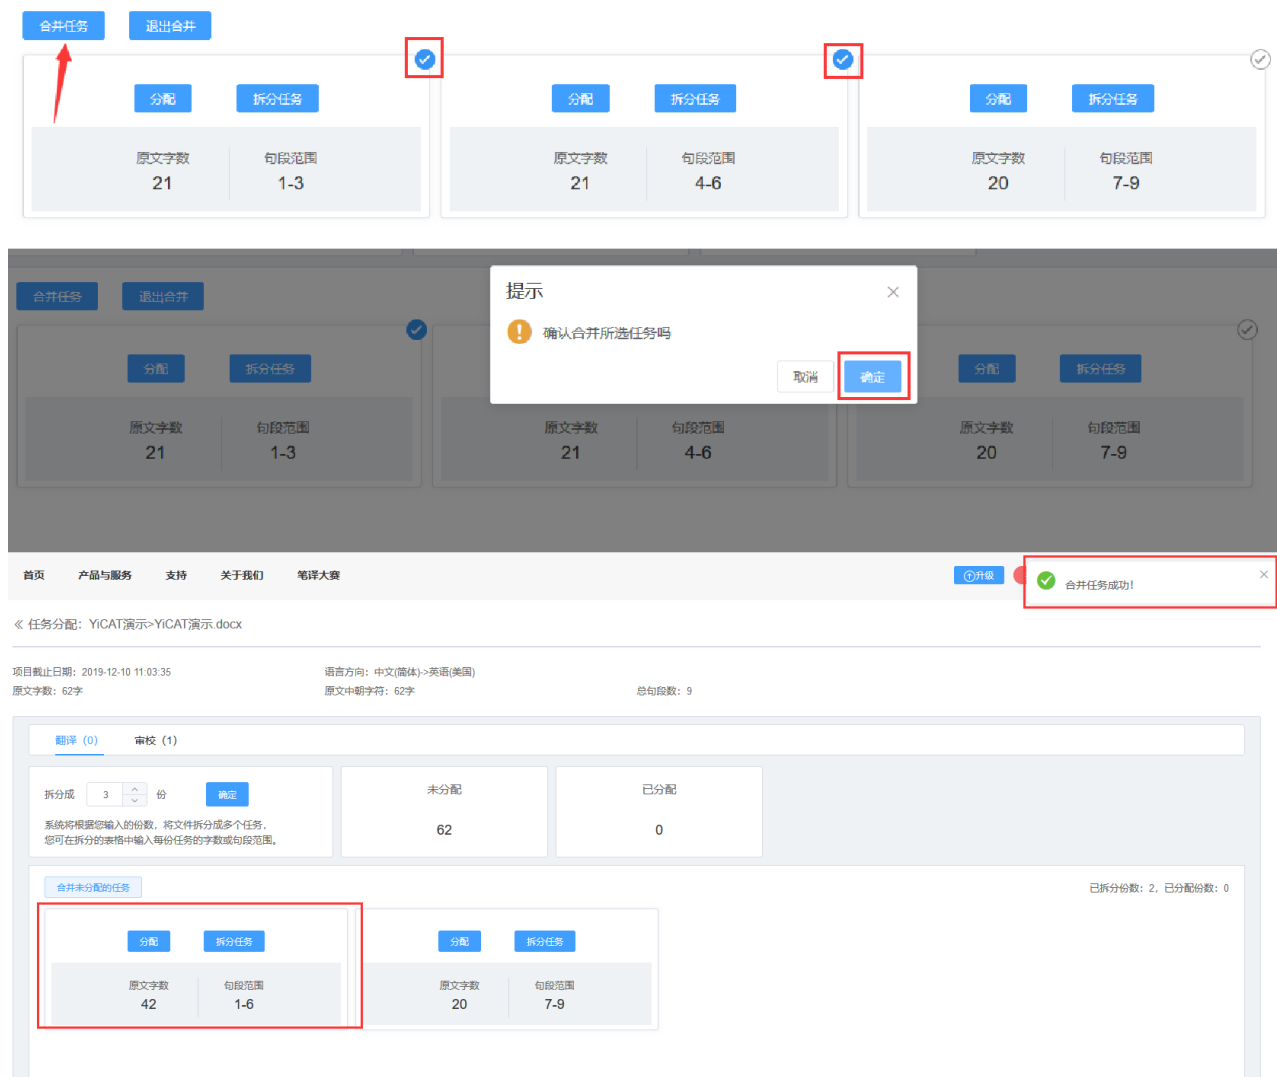 合并任务 退出合并
分配 拆分任务 分配 拆分任务 分配 拆分任务
原文字数 句段范围 原文字数 句段范围 原文字数 句段范围
21 1-3 21 4-6 20 7-9
提示
合并任务 退出合并
确认合并所选任务吗
取消 确定
分配 拆分任务 分配 拆分任务
原文字数 句段范围 原文字数 句段范围 原文字数 句段范围
21 1-3 21 4-6 20 7-9
首页 产品与服务 支持 关于我们 笔译大赛 升级 合并任务成功!
« 任务分配：YiCAT演示>YiCAT演示.docx
项目截止日期：2019-12-10 11:03:35 语言方向：中文(简体)->英语(美国)
原文字数：62字 原文中朝字符：62字 总句段数：9
翻译（0） 审校（1）
拆分成 3 份 确定 未分配 已分配
系统将根据您输入的份数，将文件拆分成多个任务， 62 0
您可在拆分的表格中输入每份任务的字数或句段范围。
合并未分配的任务 已拆分份数：2，已分配份数：0
分配 拆分任务 分配 拆分任务
原文字数 句段范围 原文字数 句段范围
42 1-6 20 7-9